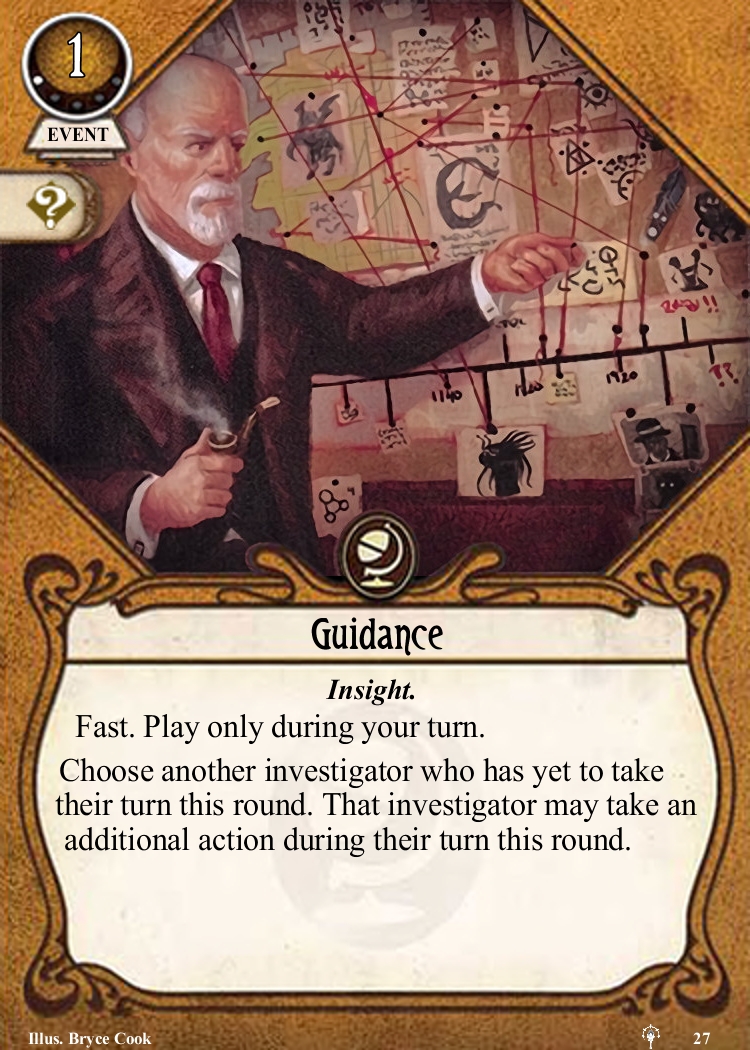 1
EVENT
?
1140
1920
!!
??
Guidance
Insight.
Fast. Play only during your turn.
Choose another investigator who has yet to take
their turn this round. That investigator may take an
additional action during their turn this round.
Illus. Bryce Cook
27